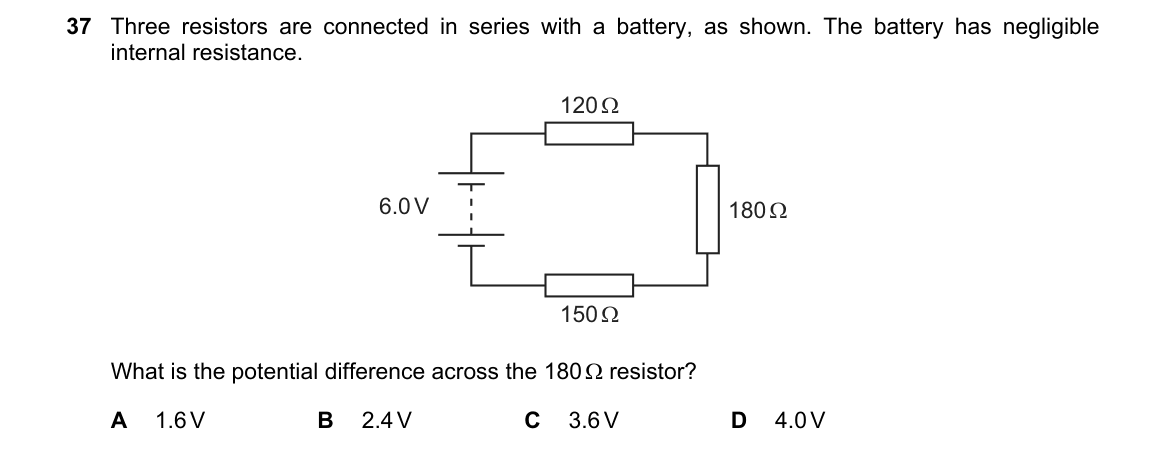 37 Three resistors are connected in series with a battery, as shown. The battery has negligible
internal resistance.
120Ω
6.0V
180Ω
150Ω
What is the potential difference across the 180Ω resistor?
A 1.6V B 2.4V C 3.6V D 4.0V